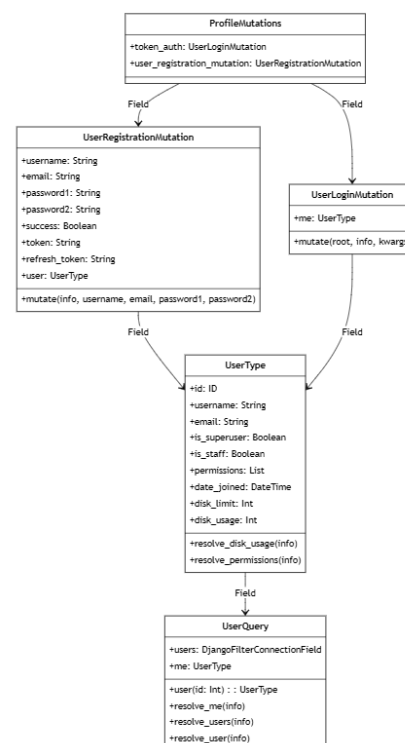 ProfileMutations
+token_auth: UserLoginMutation
+user_registration_mutation: UserRegistrationMutation
Field
Field
UserRegistrationMutation
+username: String
+email: String
+password1: String
+password2: String
+success: Boolean
+token: String
+refresh_token: String
+user: UserType
+mutate(info, username, email, password1, password2)
UserLoginMutation
+me: UserType
+mutate(root, info, kwargs
Field
Field
UserType
+id: ID
+username: String
+email: String
+is_superuser: Boolean
+is_staff: Boolean
+permissions: List
+date_joined: DateTime
+disk_limit: Int
+disk_usage: Int
+resolve_disk_usage(info)
+resolve_permissions(info)
Field
UserQuery
+users: DjangoFilterConnectionField
+me: UserType
+user(id: Int) : : UserType
+resolve_me(info)
+resolve_users(info)
+resolve_user(info)